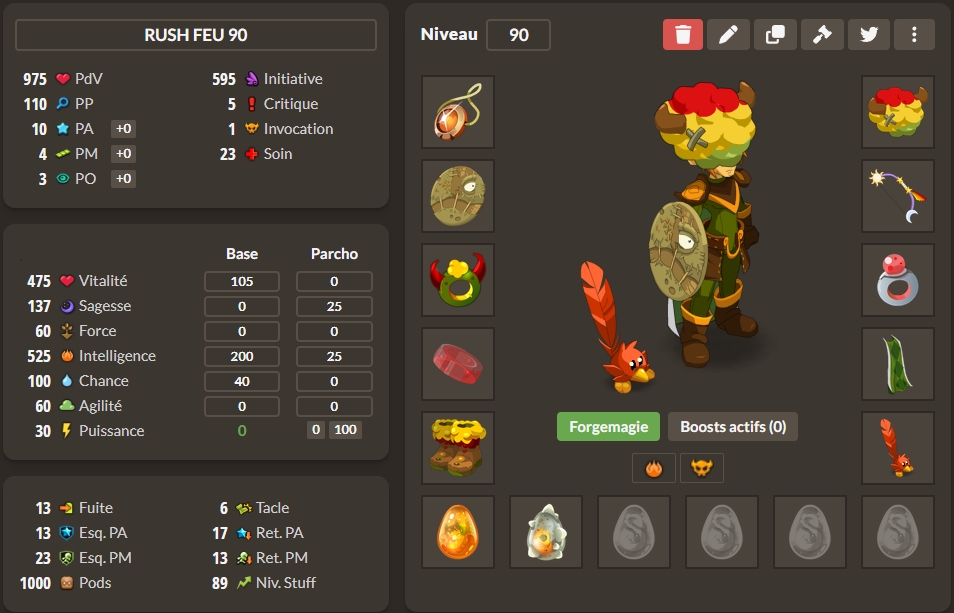 RUSH FEU 90
975 PdV
595 Initiative
110 PP
5 Critique
10 PA +0
1 Invocation
4 PM +0
23 Soin
3 PO +0
Base Parcho
475 Vitalité 105 0
137 Sagesse 0 25
60 Force 0 0
525 Intelligence 200 25
100 Chance 40 0
60 Agilité 0 0
30 Puissance 0 0 100
13 Fuite
6 Tacle
13 Esq. PA
17 Ret. PA
23 Esq. PM
13 Ret. PM
1000 Pods
89 Niv. Stuff
Niveau 90
Forgemagie
Boosts actifs (0)